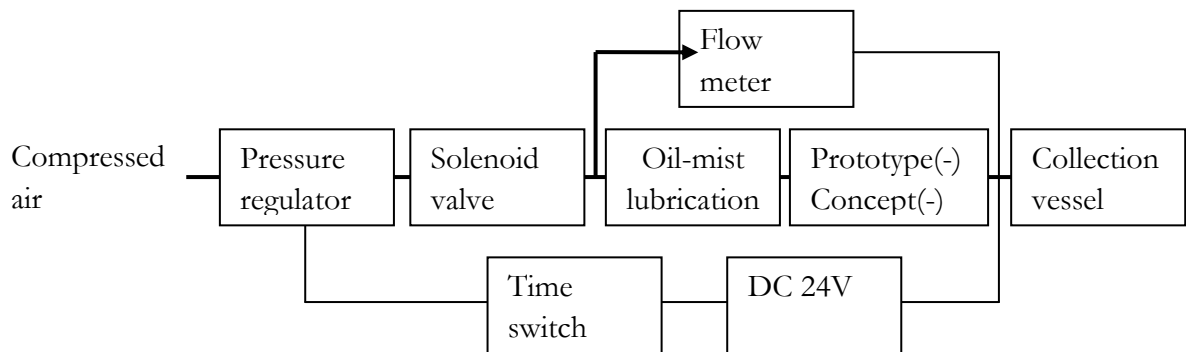 Flow
meter
Compressed
air
Pressure
regulator
Solenoid
valve
Oil-mist
lubrication
Prototype(-)
Concept(-)
Collection
vessel
Time
switch
DC 24V